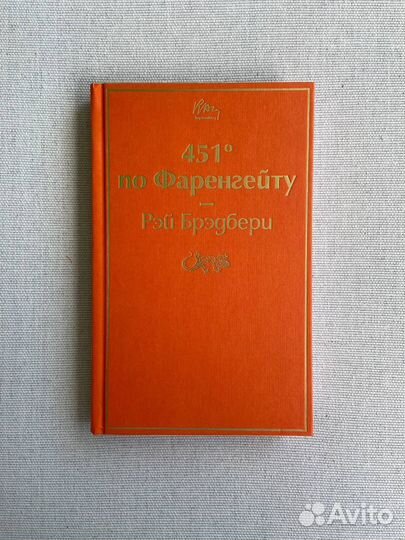 451°
по Фаренгейту
Рэй Брэдбери
Avito